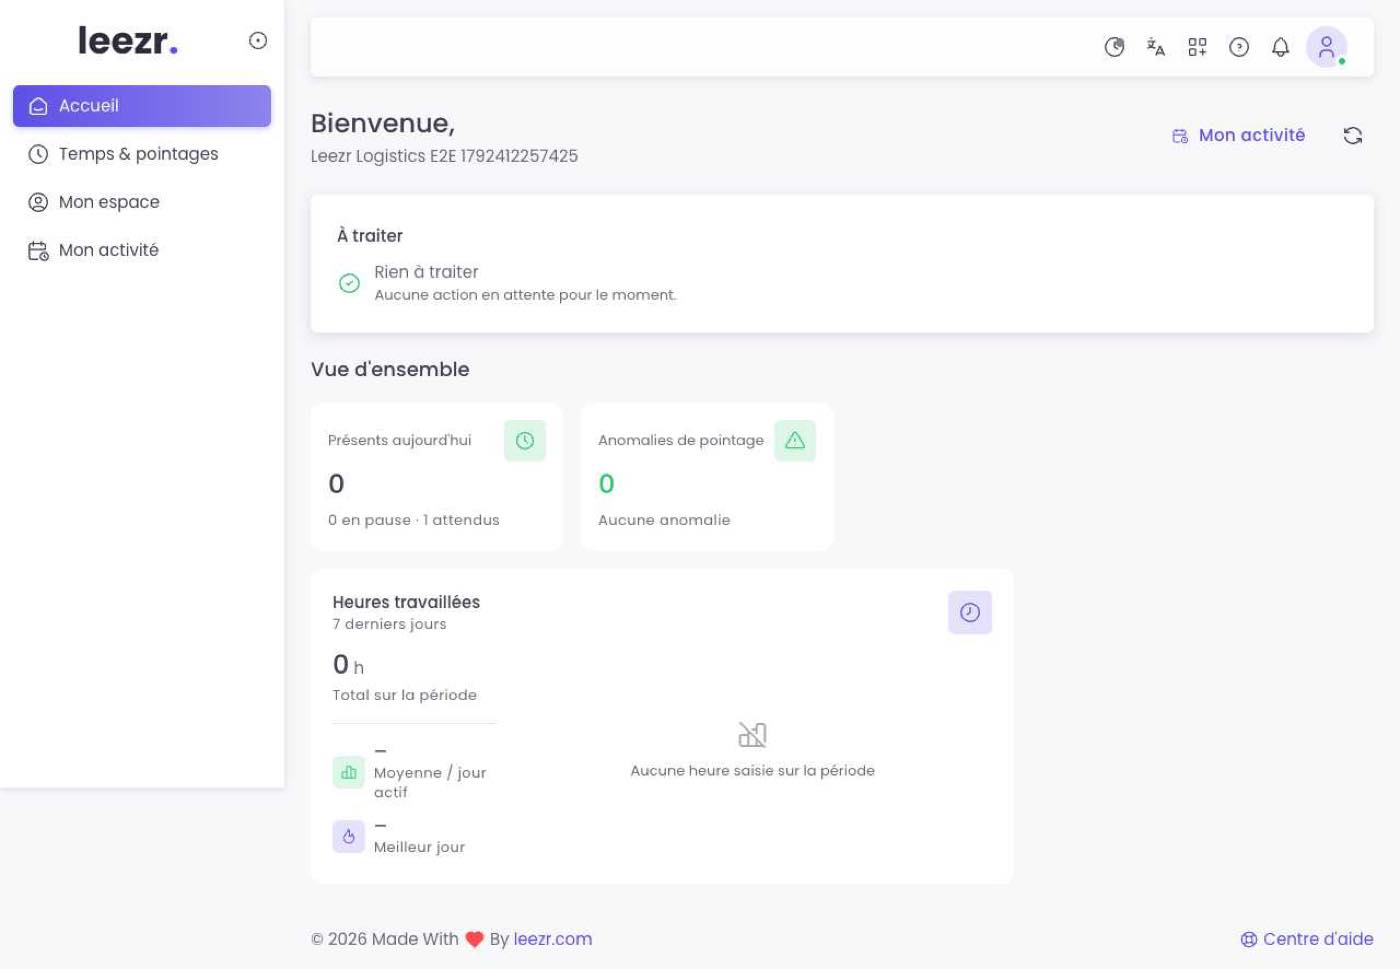 leezr.
Accueil
Temps & pointages
Mon espace
Mon activité
Bienvenue,
Leezr Logistics E2E 1792412257425
Mon activité
À traiter
Rien à traiter
Aucune action en attente pour le moment.
Vue d'ensemble
Présents aujourd'hui
0
0 en pause · 1 attendus
Anomalies de pointage
0
Aucune anomalie
Heures travaillées
7 derniers jours
0 h
Total sur la période
–
Moyenne / jour
actif
–
Meilleur jour
Aucune heure saisie sur la période
© 2026 Made With By leezr.com
Centre d'aide